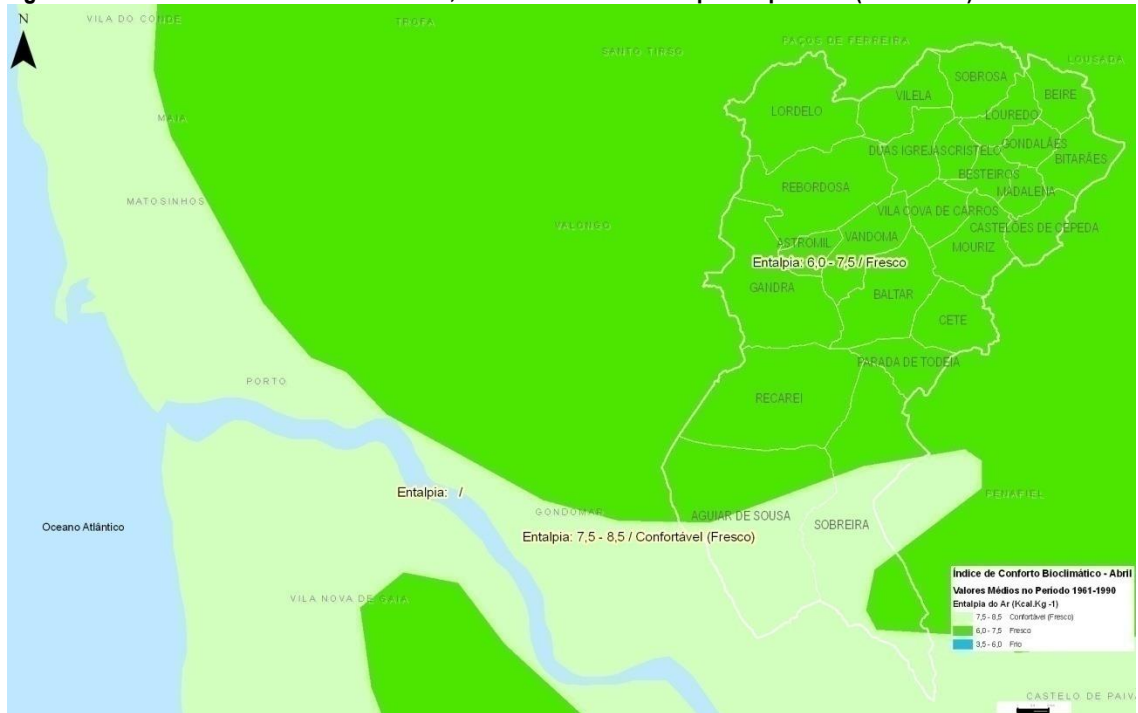 N
VILA DO CONDE
TROFA
SANTO TIRSO
PAÇOS DE FERREIRA
LOUSADA
SOBROSA
VILELA
BEIRE
LORDELO
LOUREDO
MAIA
GONDALÃES
DUAS IGREJAS
CRISTELO
BITARÃES
BESTEIROS
REBORDOSA
MADALENA
MATOSINHOS
VILA COVA DE CARROS
VALONGO
CASTELÕES DE CEPEDA
ASTROMIL
VANDOMA
MOURIZ
Entalpia: 6,0 - 7,5 / Fresco
GANDRA
BALTAR
CETE
PARADA DE TODEIA
PORTO
RECAREI
Entalpia: /
PENAFIEL
GONDOMAR
AGUIAR DE SOUSA
SOBREIRA
Oceano Atlântico
Entalpia: 7,5 - 8,5 / Confortável (Fresco)
VILA NOVA DE GAIA
Índice de Conforto Bioclimático - Abril
Valores Médios no Período 1961-1990
Entalpia do Ar (Kcal.Kg -1)
7,5 - 8,5 Confortável (Fresco)
6,0 - 7,5 Fresco
3,5 - 6,0 Frio
CASTELO DE PAIVA